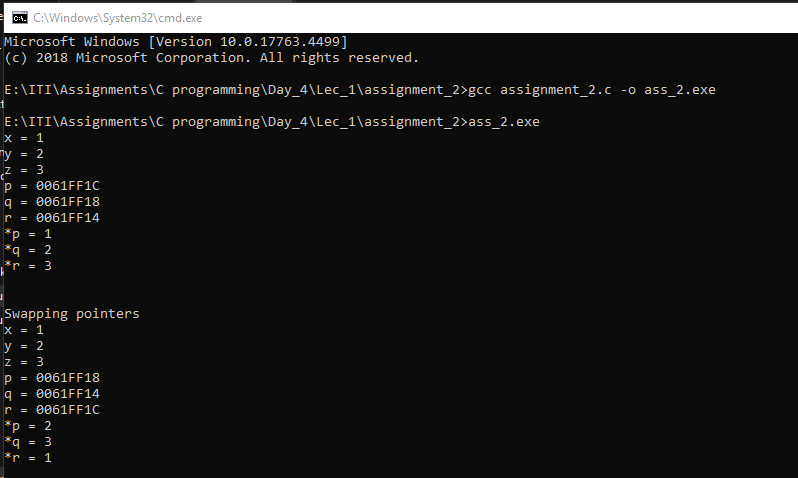 C:\Windows\System32\cmd.exe
Microsoft Windows [Version 10.0.17763.4499]
(c) 2018 Microsoft Corporation. All rights reserved.
E:\ITI\Assignments\C programming\Day_4\Lec_1\assignment_2>gcc assignment_2.c -o ass_2.exe
E:\ITI\Assignments\C programming\Day_4\Lec_1\assignment_2>ass_2.exe
x = 1
y = 2
z = 3
p = 0061FF1C
q = 0061FF18
r = 0061FF14
*p = 1
*q = 2
*r = 3
Swapping pointers
x = 1
y = 2
z = 3
p = 0061FF18
q = 0061FF14
r = 0061FF1C
*p = 2
*q = 3
*r = 1